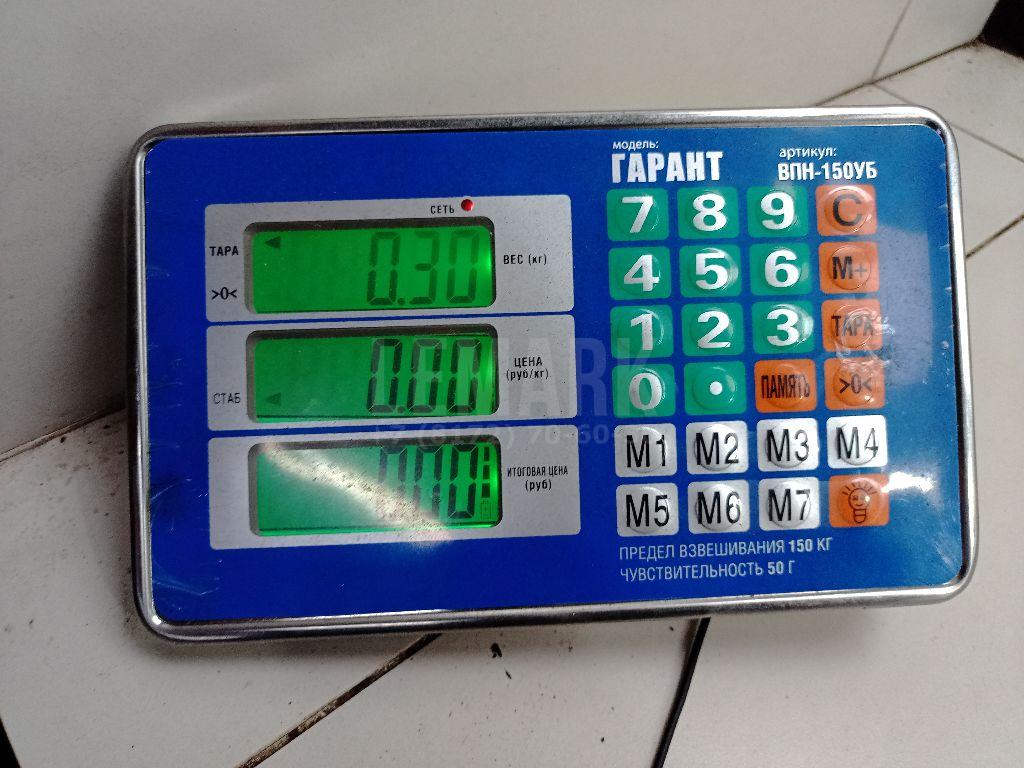 модель:
ГАРАНТ
артикул:
ВПН-150УБ
СЕТЬ
ТАРА
>0<
0.30
ВЕС (кг)
СТАБ
0.00
ЦЕНА
(руб/кг)
0.00
ИТОГОВАЯ ЦЕНА
(руб)
7 8 9 C
4 5 6 M+
1 2 3 ТАРА
0 . ПАМЯТЬ >0<
M1 M2 M3 M4
M5 M6 M7
ПРЕДЕЛ ВЗВЕШИВАНИЯ 150 КГ
ЧУВСТВИТЕЛЬНОСТЬ 50 Г